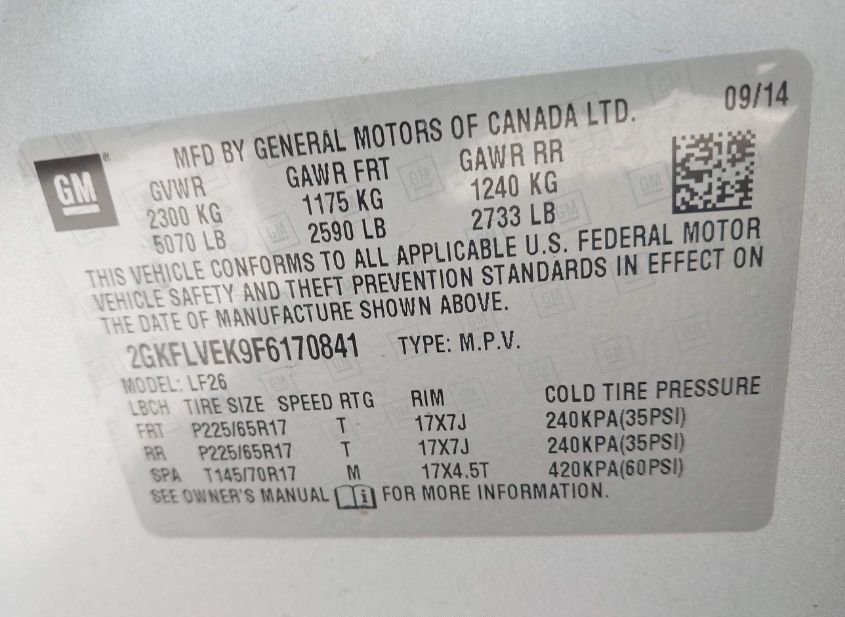 MFD BY GENERAL MOTORS OF CANADA LTD. 09/14
GM
GVWR GAWR FRT GAWR RR
2300 KG 1175 KG 1240 KG
5070 LB 2590 LB 2733 LB
THIS VEHICLE CONFORMS TO ALL APPLICABLE U.S. FEDERAL MOTOR
VEHICLE SAFETY AND THEFT PREVENTION STANDARDS IN EFFECT ON
THE DATE OF MANUFACTURE SHOWN ABOVE.
2GKFLVEK9F6170841 TYPE: M.P.V.
MODEL: LF26
LBCH TIRE SIZE SPEED RTG RIM COLD TIRE PRESSURE
FRT P225/65R17 T 17X7J 240KPA(35PSI)
RR P225/65R17 T 17X7J 240KPA(35PSI)
SPA T145/70R17 M 17X4.5T 420KPA(60PSI)
SEE OWNER'S MANUAL i FOR MORE INFORMATION.